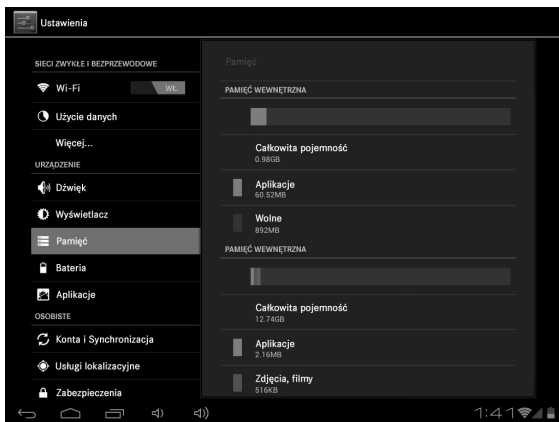 Ustawienia
SIECI ZWYKŁE I BEZPRZEWODOWE
Wi-Fi
WŁ.
Użycie danych
Więcej...
URZĄDZENIE
Dźwięk
Wyświetlacz
Pamięć
Bateria
Aplikacje
OSOBISTE
Konta i Synchronizacja
Usługi lokalizacyjne
Zabezpieczenia
Pamięć
PAMIĘĆ WEWNĘTRZNA
Całkowita pojemność
0.98GB
Aplikacje
60.52MB
Wolne
892MB
PAMIĘĆ WEWNĘTRZNA
Całkowita pojemność
12.74GB
Aplikacje
2.16MB
Zdjęcia, filmy
516KB
1:41